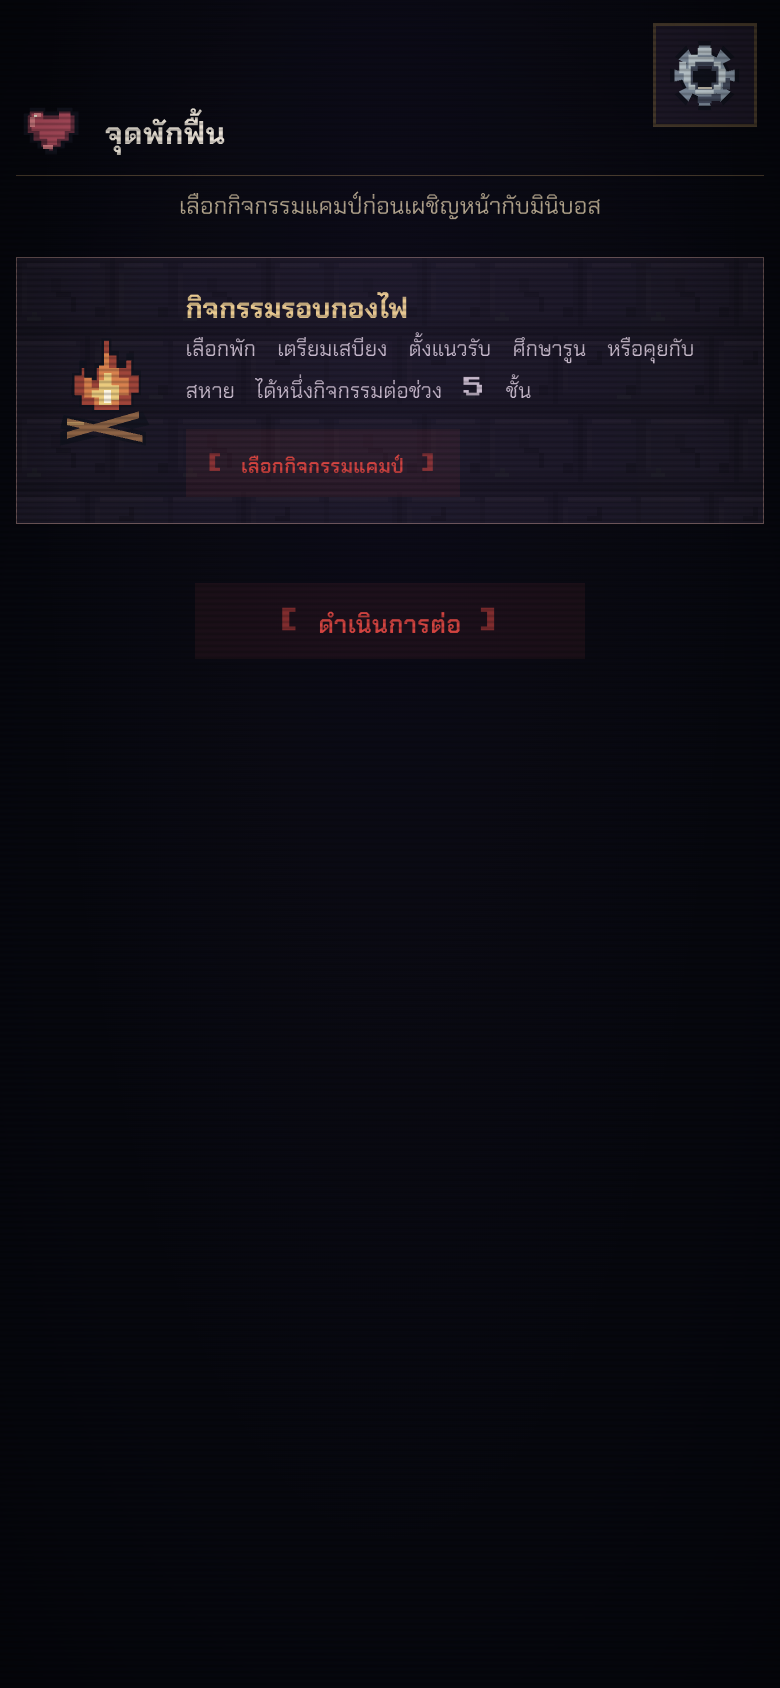 จุดพักฟื้น
เลือกกิจกรรมแคมป์ก่อนเผชิญหน้ากับมินิบอส
กิจกรรมรอบกองไฟ
เลือกพัก เตรียมเสบียง ตั้งแนวรับ ศึกษารูน หรือคุยกับ
สหาย ได้หนึ่งกิจกรรมต่อช่วง 5 ชั้น
[ เลือกกิจกรรมแคมป์ ]
[ ดำเนินการต่อ ]